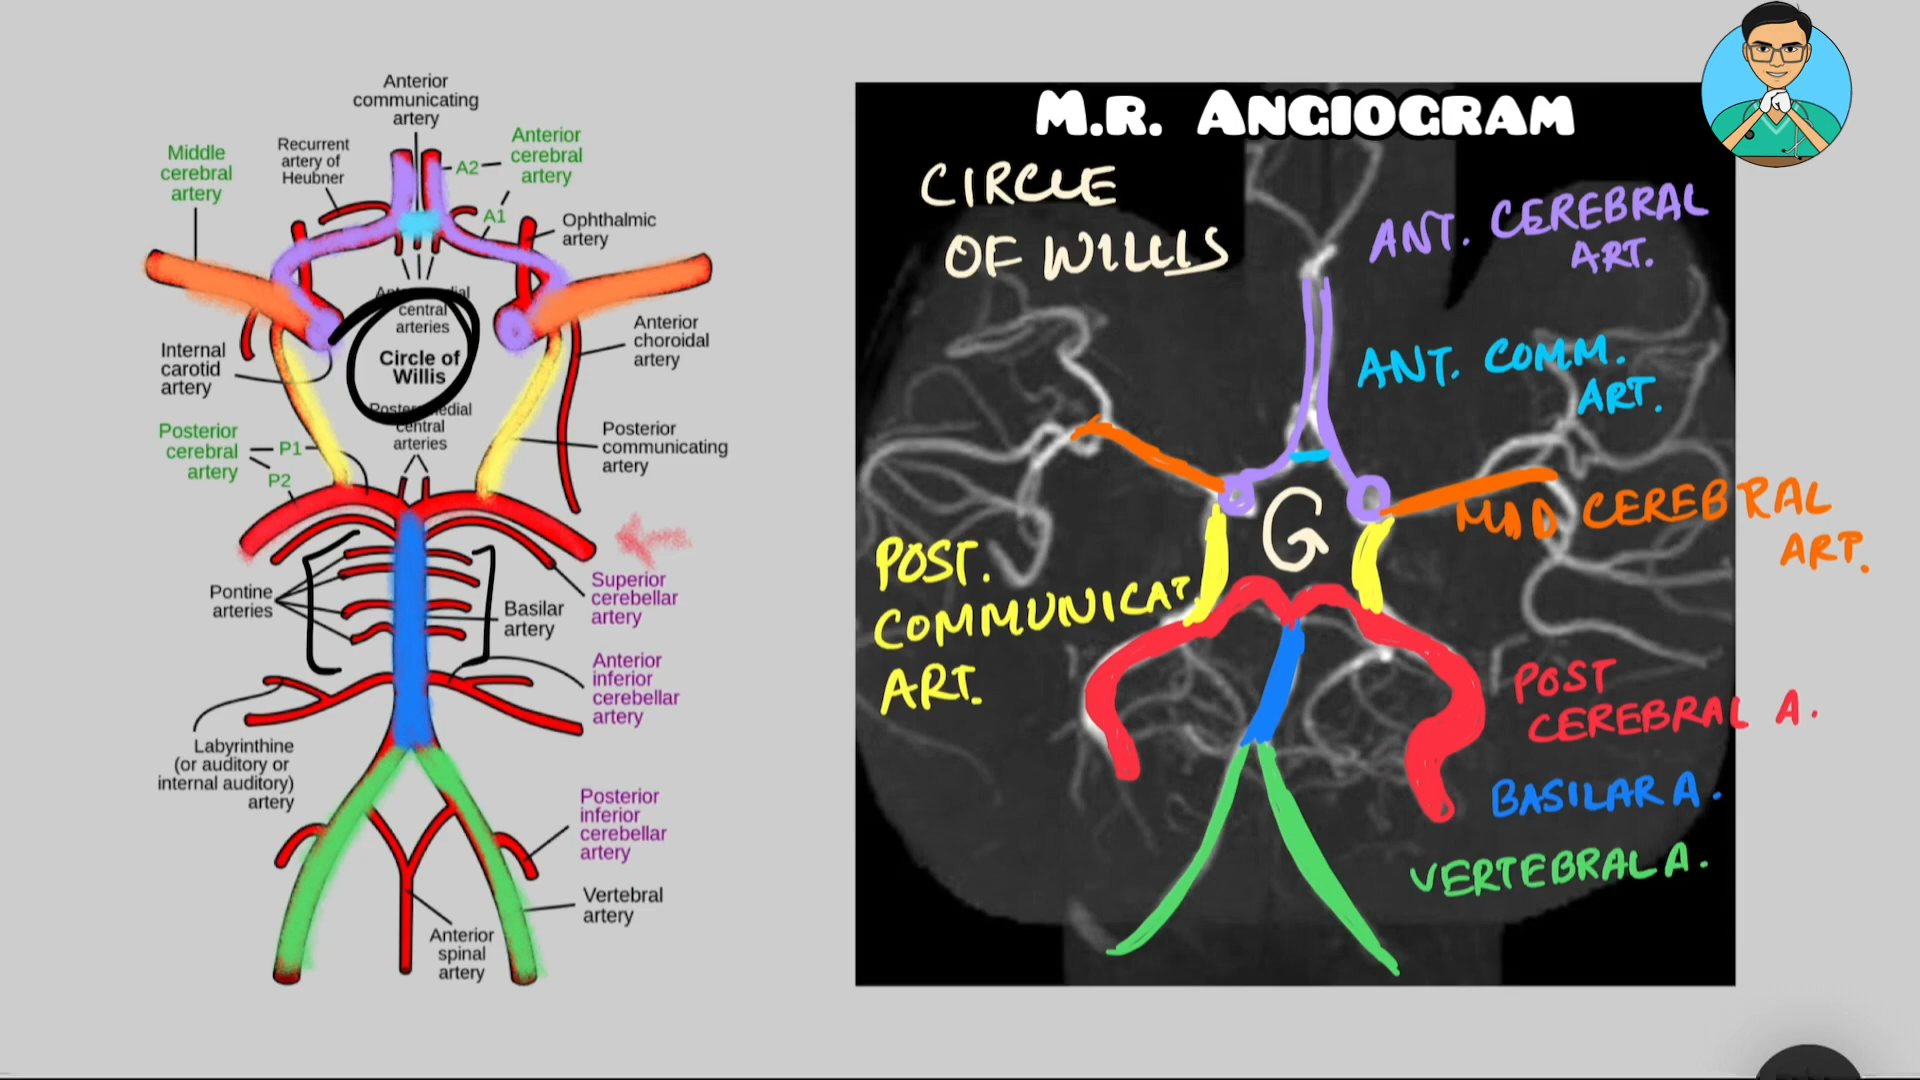 Anterior
communicating
artery
Recurrent
artery of
Heubner
Middle
cerebral
artery
A2
Anterior
cerebral
artery
A1
Ophthalmic
artery
central
arteries
Circle of
Willis
central
arteries
Internal
carotid
artery
Anterior
choroidal
artery
Posterior
cerebral
artery
P1
P2
Posterior
communicating
artery
Pontine
arteries
Superior
cerebellar
artery
Basilar
artery
Anterior
inferior
cerebellar
artery
Labyrinthine
(or auditory or
internal auditory)
artery
Posterior
inferior
cerebellar
artery
Vertebral
artery
Anterior
spinal
artery
M.R. ANGIOGRAM
CIRCLE
OF WILLIS
ANT. CEREBRAL
ART.
ANT. COMM.
ART.
G
MID CEREBRAL
ART.
POST.
COMMUNICAT.
ART.
POST
CEREBRAL A.
BASILAR A.
VERTEBRAL A.